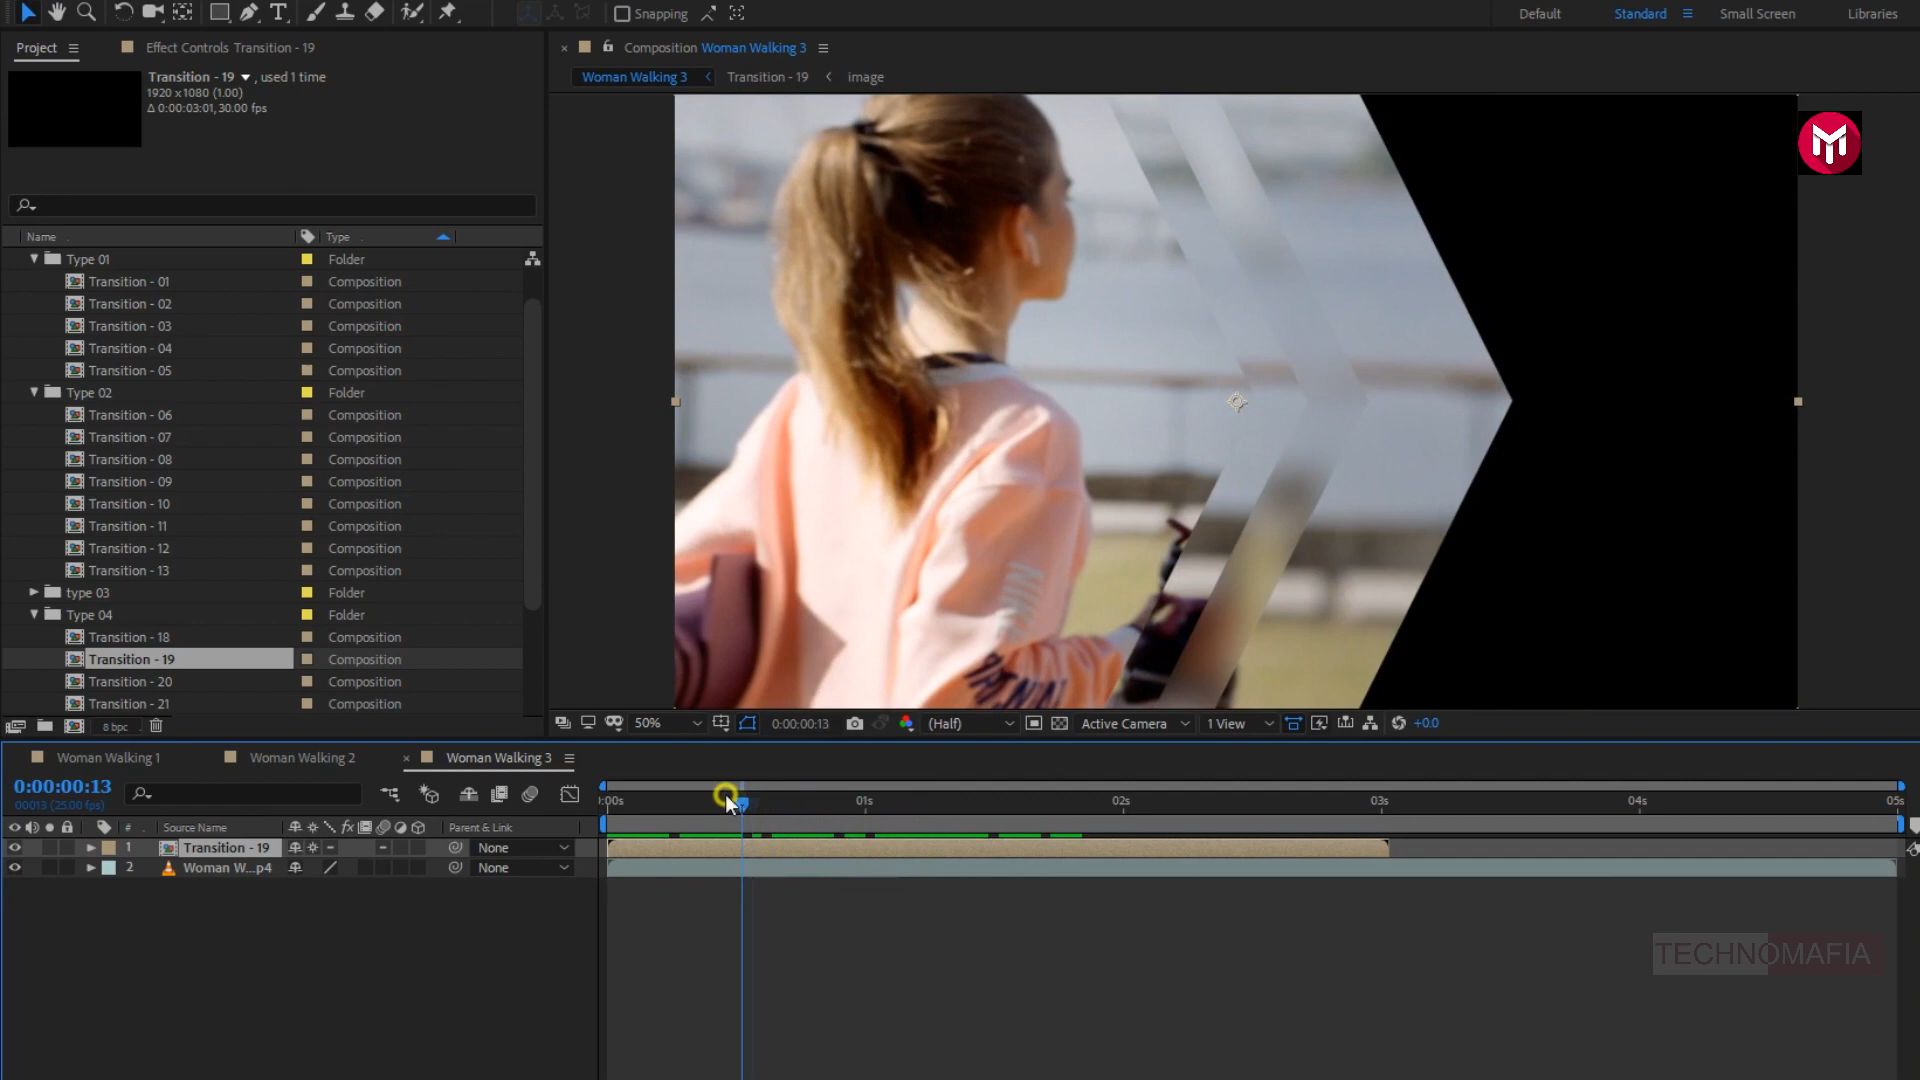 Snapping
Default
Standard
Small Screen
Libraries
Project
Effect Controls Transition - 19
Composition Woman Walking 3
Transition - 19 , used 1 time
1920 x 1080 (1.00)
Δ 0:00:03:01, 30.00 fps
Woman Walking 3
Transition - 19
image
Name
Type
Type 01 Folder
Transition - 01 Composition
Transition - 02 Composition
Transition - 03 Composition
Transition - 04 Composition
Transition - 05 Composition
Type 02 Folder
Transition - 06 Composition
Transition - 07 Composition
Transition - 08 Composition
Transition - 09 Composition
Transition - 10 Composition
Transition - 11 Composition
Transition - 12 Composition
Transition - 13 Composition
type 03 Folder
Type 04 Folder
Transition - 18 Composition
Transition - 19 Composition
Transition - 20 Composition
Transition - 21 Composition
8 bpc
50%
0:00:00:13
(Half)
Active Camera
1 View
+0.0
Woman Walking 1
Woman Walking 2
Woman Walking 3
0:00:00:13
00013 (25.00 fps)
:00s
01s
02s
03s
04s
05s
# Source Name
fx
Parent & Link
1 Transition - 19 None
2 Woman W...p4 None
TECHNOMAFIA